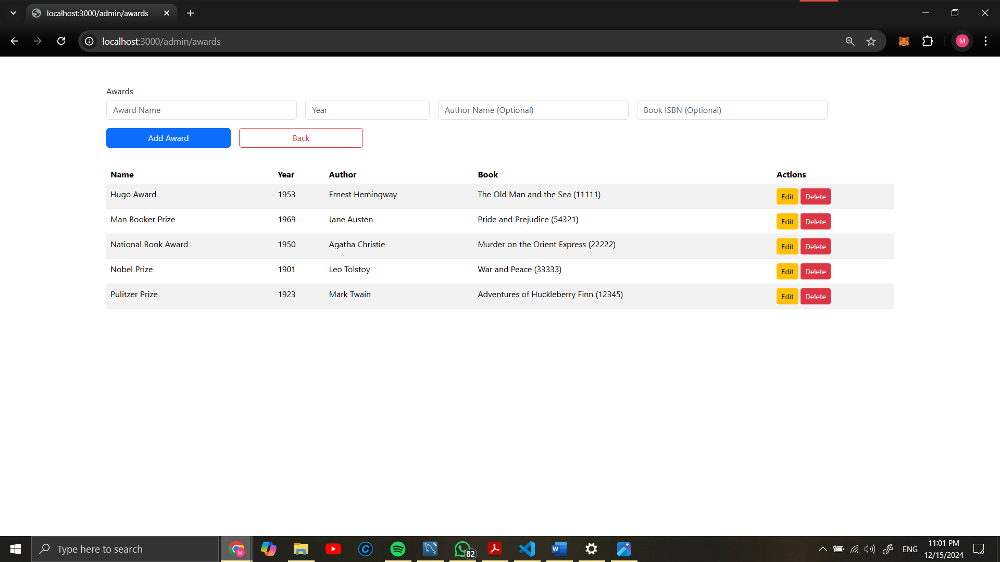 localhost:3000/admin/awards
localhost:3000/admin/awards
M
Awards
Award Name Year Author Name (Optional) Book ISBN (Optional)
Add Award Back
Name Year Author Book Actions
Hugo Award 1953 Ernest Hemingway The Old Man and the Sea (11111) Edit Delete
Man Booker Prize 1969 Jane Austen Pride and Prejudice (54321) Edit Delete
National Book Award 1950 Agatha Christie Murder on the Orient Express (22222) Edit Delete
Nobel Prize 1901 Leo Tolstoy War and Peace (33333) Edit Delete
Pulitzer Prize 1923 Mark Twain Adventures of Huckleberry Finn (12345) Edit Delete
Type here to search M C 82 W ENG 11:01 PM
12/15/2024